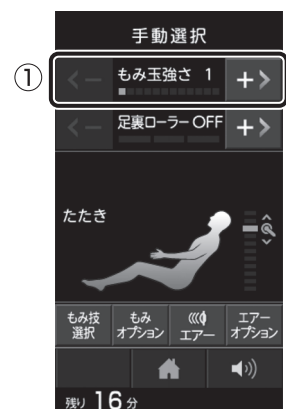 手動選択
①
<− もみ玉強さ 1 +>
<− 足裏ローラー OFF +>
たたき
もみ技
選択
もみ
オプション
エアー
エアー
オプション
残り 16 分